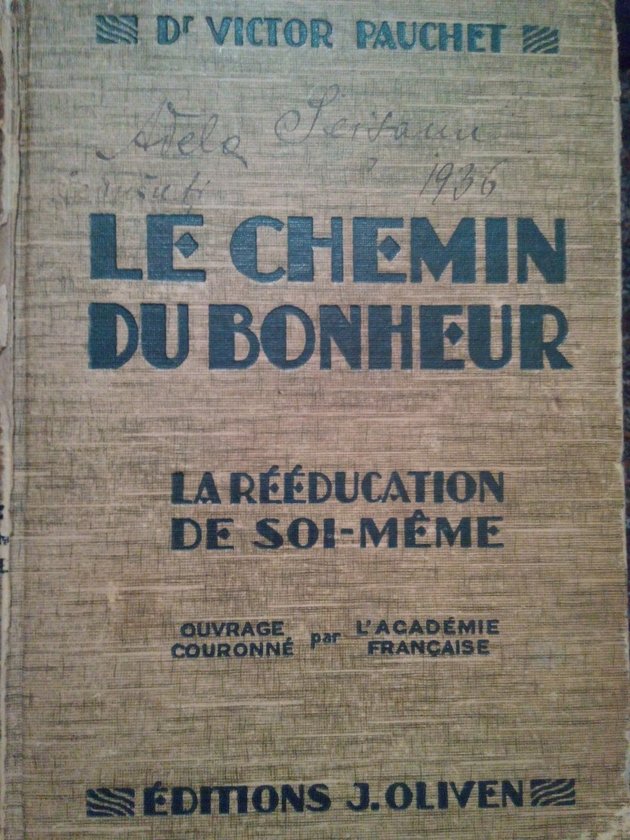 Dr VICTOR PAUCHET
Adela
1936
LE CHEMIN
DU BONHEUR
LA RÉÉDUCATION
DE SOI-MÊME
OUVRAGE
COURONNÉ
par
L'ACADÉMIE
FRANÇAISE
ÉDITIONS J. OLIVEN